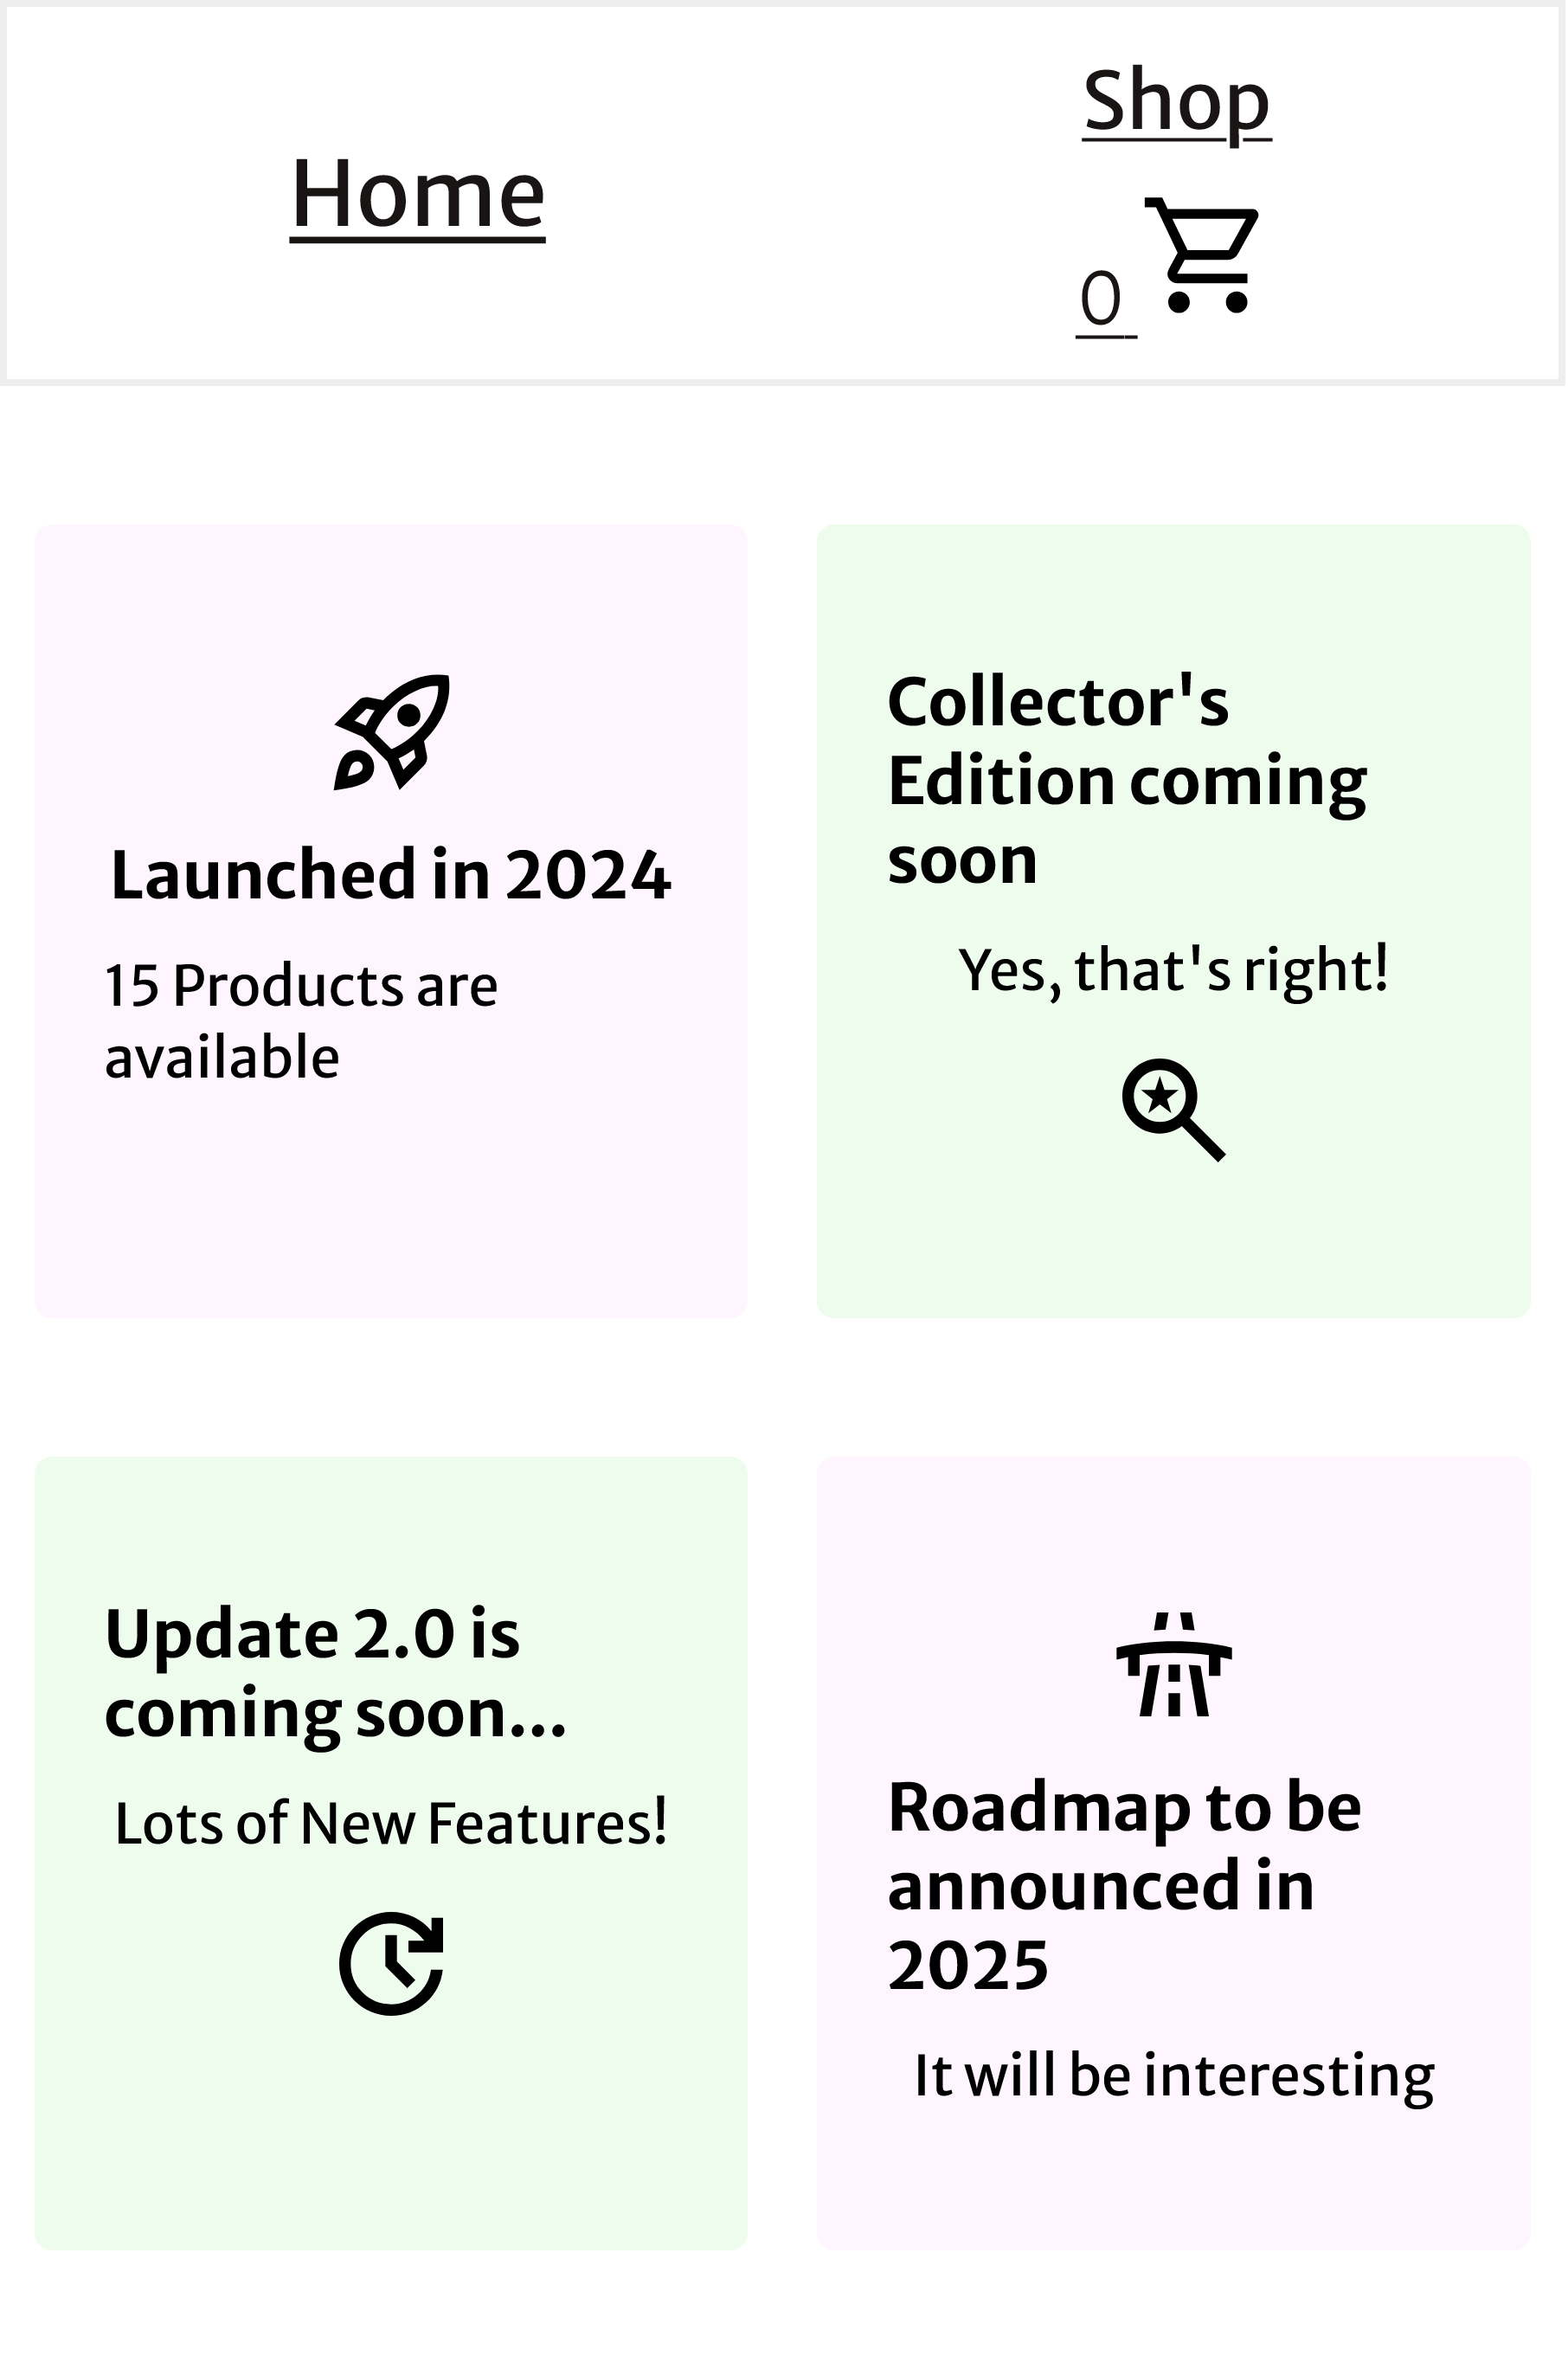 Home
Shop
0
Launched in 2024
15 Products are
available
Collector's
Edition coming
soon
Yes, that's right!
Update 2.0 is
coming soon...
Lots of New Features!
Roadmap to be
announced in
2025
It will be interesting